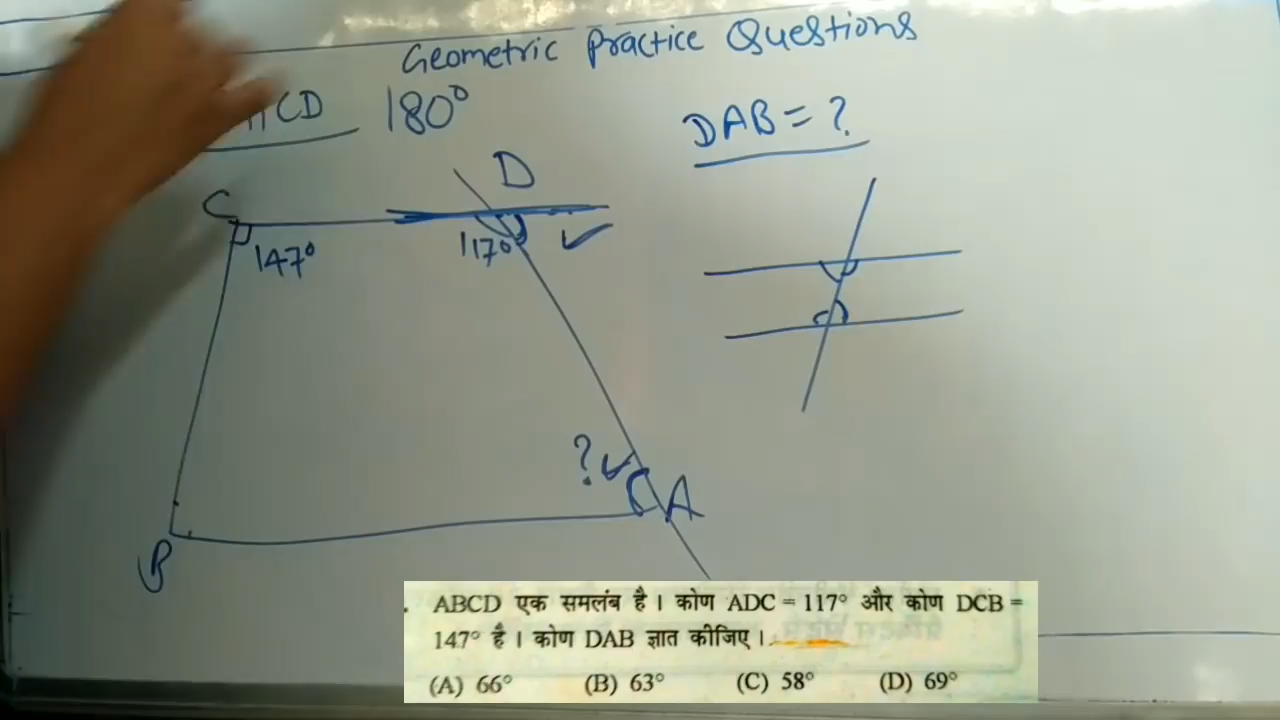 Geometric Practice Questions
CD 180°
DAB = ?
C
D
147°
117°
?
A
B
ABCD एक समलंब है । कोण ADC = 117° और कोण DCB =
147° है । कोण DAB ज्ञात कीजिए ।
(A) 66° (B) 63° (C) 58° (D) 69°